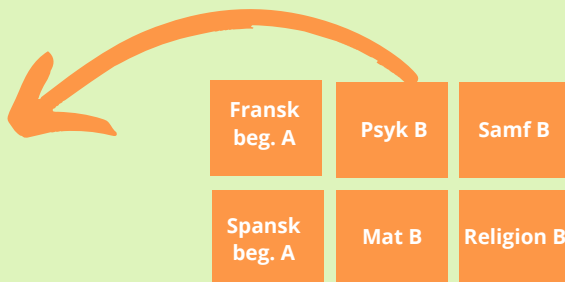 Fransk
beg. A
Psyk B
Samf B
Spansk
beg. A
Mat B
Religion B